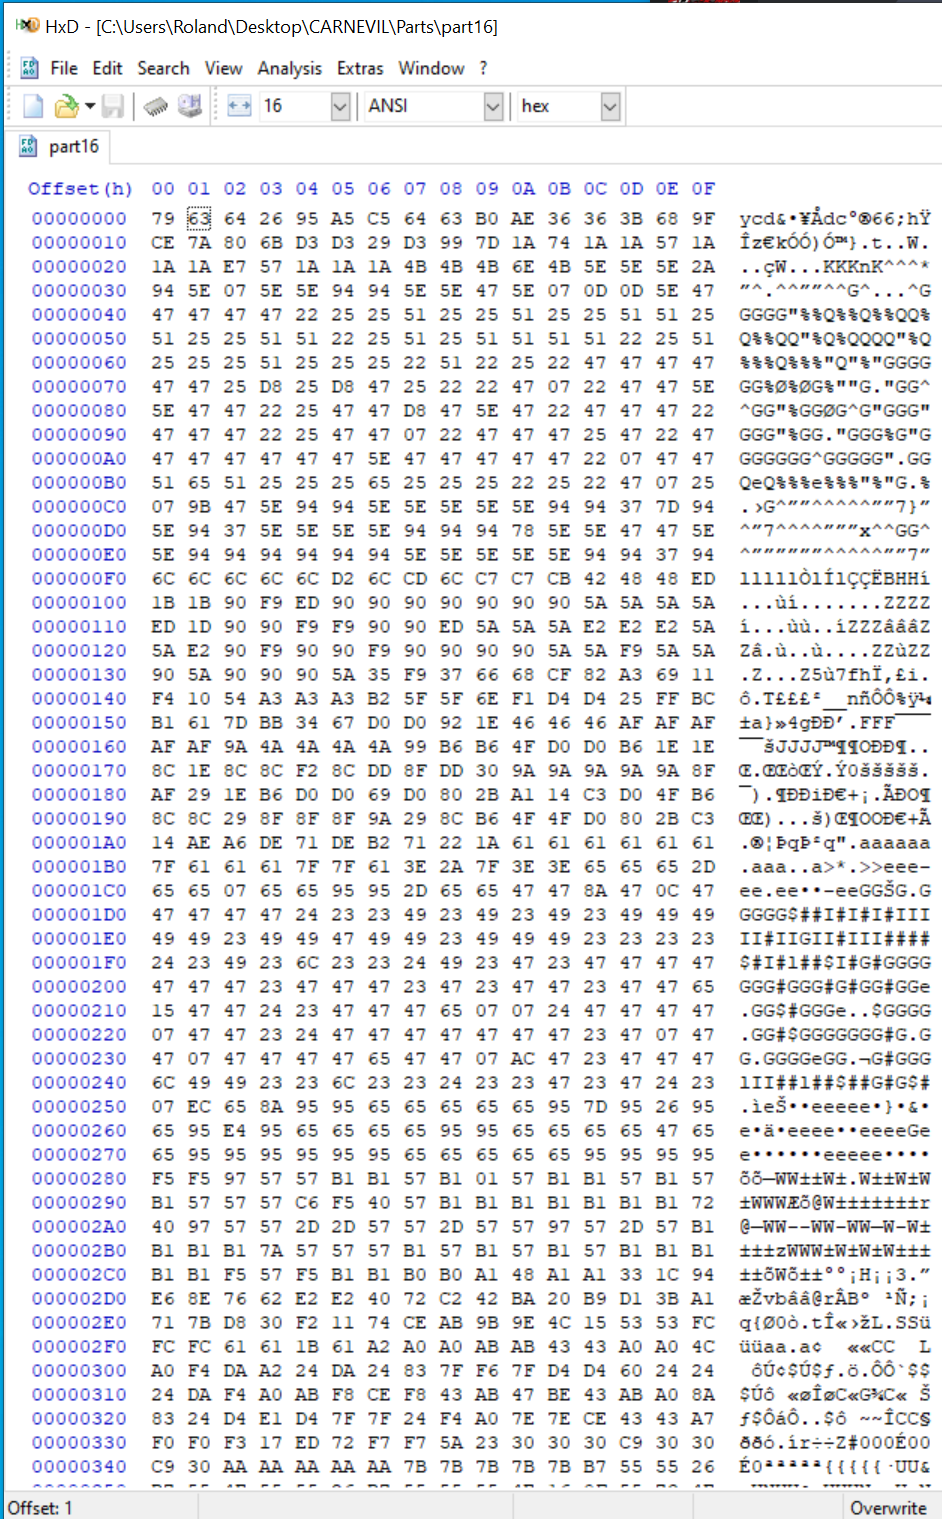 HxD - [C:\Users\Roland\Desktop\CARNEVIL\Parts\part16]
File Edit Search View Analysis Extras Window ?
16 ANSI hex
part16
Offset(h) 00 01 02 03 04 05 06 07 08 09 0A 0B 0C 0D 0E 0F
00000000 79 63 64 26 95 A5 C5 64 63 B0 AE 36 36 3B 68 9F ycd&•¥Ådc°®66;hŸ
00000010 CE 7A 80 6B D3 D3 29 D3 99 7D 1A 74 1A 1A 57 1A Îz€kÓÓ)Ó™}.t..W.
00000020 1A 1A E7 57 1A 1A 1A 4B 4B 4B 6E 4B 5E 5E 5E 2A ..çW...KKKnK^^^*
00000030 94 5E 07 5E 5E 94 94 5E 5E 47 5E 07 0D 0D 5E 47 ”^.^^””^^G^...^G
00000040 47 47 47 47 22 25 25 51 25 25 51 25 25 51 51 25 GGGG"%%Q%%Q%%QQ%
00000050 51 25 25 51 51 22 25 51 25 51 51 51 51 22 25 51 Q%%QQ"%Q%QQQQ"%Q
00000060 25 25 25 51 25 25 25 22 51 22 25 22 47 47 47 47 %%%Q%%%"Q"%"GGGG
00000070 47 47 25 D8 25 D8 47 25 22 22 47 07 22 47 47 5E GG%Ø%ØG%""G."GG^
00000080 5E 47 47 22 25 47 47 D8 47 5E 47 22 47 47 47 22 ^GG"%GGØG^G"GGG"
00000090 47 47 47 22 25 47 47 07 22 47 47 47 25 47 22 47 GGG"%GG."GGG%G"G
000000A0 47 47 47 47 47 47 5E 47 47 47 47 47 22 07 47 47 GGGGGG^GGGGG".GG
000000B0 51 65 51 25 25 25 65 25 25 25 22 25 22 47 07 25 QeQ%%%e%%%"%"G.%
000000C0 07 9B 47 5E 94 94 5E 5E 5E 5E 5E 94 94 37 7D 94 .›G^””^^^^^””7}”
000000D0 5E 94 37 5E 5E 5E 5E 94 94 94 78 5E 5E 47 47 5E ^”7^^^^”””x^^GG^
000000E0 5E 94 94 94 94 94 94 5E 5E 5E 5E 5E 94 94 37 94 ^””””””^^^^^””7”
000000F0 6C 6C 6C 6C 6C D2 6C CD 6C C7 C7 CB 42 48 48 ED lllllÒlÍlÇÇËBHHí
00000100 1B 1B 90 F9 ED 90 90 90 90 90 90 90 5A 5A 5A 5A ...ùí.......ZZZZ
00000110 ED 1D 90 90 F9 F9 90 90 ED 5A 5A 5A E2 E2 E2 5A í...ùù..íZZZâââZ
00000120 5A E2 90 F9 90 90 F9 90 90 90 90 5A 5A F9 5A 5A Zâ.ù..ù....ZZùZZ
00000130 90 5A 90 90 90 5A 35 F9 37 66 68 CF 82 A3 69 11 .Z...Z5ù7fhÏ‚£i.
00000140 F4 10 54 A3 A3 A3 B2 5F 5F 6E F1 D4 D4 25 FF BC ô.T£££²__nñÔÔ%ÿ¼
00000150 B1 61 7D BB 34 67 D0 D0 92 1E 46 46 46 AF AF AF ±a}»4gÐÐ’.FFF¯¯¯
00000160 AF AF 9A 4A 4A 4A 4A 99 B6 B6 4F D0 D0 B6 1E 1E ¯¯šJJJJ™¶¶OÐÐ¶..
00000170 8C 1E 8C 8C F2 8C DD 8F DD 30 9A 9A 9A 9A 9A 8F Œ.ŒŒòŒÝ.Ý0ššššš.
00000180 AF 29 1E B6 D0 D0 69 D0 80 2B A1 14 C3 D0 4F B6 ¯).¶ÐÐiÐ€+¡.ÃÐO¶
00000190 8C 8C 29 8F 8F 8F 9A 29 8C B6 4F 4F D0 80 2B C3 ŒŒ)...š)Œ¶OOÐ€+Ã
000001A0 14 AE A6 DE 71 DE B2 71 22 1A 61 61 61 61 61 61 .®¦ÞqÞ²q".aaaaaa
000001B0 7F 61 61 61 7F 7F 61 3E 2A 7F 3E 3E 65 65 65 2D .aaa..a>*.>>eee-
000001C0 65 65 07 65 65 95 95 2D 65 65 47 47 8A 47 0C 47 ee.ee••-eeGGŠG.G
000001D0 47 47 47 47 24 23 23 49 23 49 23 49 23 49 49 49 GGGG$##I#I#I#III
000001E0 49 49 23 49 49 47 49 49 23 49 49 49 23 23 23 23 II#IIGII#III####
000001F0 24 23 49 23 6C 23 23 24 49 23 47 23 47 47 47 47 $#I#l##$I#G#GGGG
00000200 47 47 47 23 47 47 47 23 47 23 47 47 23 47 47 65 GGG#GGG#G#GG#GGe
00000210 15 47 47 24 23 47 47 47 65 07 07 24 47 47 47 47 .GG$#GGGe..$GGGG
00000220 07 47 47 23 24 47 47 47 47 47 47 47 23 47 07 47 .GG#$GGGGGGG#G.G
00000230 47 07 47 47 47 47 65 47 47 07 AC 47 23 47 47 47 G.GGGGeGG.¬G#GGG
00000240 6C 49 49 23 23 6C 23 23 24 23 23 47 23 47 24 23 lII##l##$##G#G$#
00000250 07 EC 65 8A 95 95 65 65 65 65 65 95 7D 95 26 95 .ìeŠ••eeeee•}•&•
00000260 65 95 E4 95 65 65 65 65 95 95 65 65 65 65 47 65 e•ä•eeee••eeeeGe
00000270 65 95 95 95 95 95 95 65 65 65 65 65 95 95 95 95 e••••••eeeee••••
00000280 F5 F5 97 57 57 B1 B1 57 B1 01 57 B1 B1 57 B1 57 õõ—WW±±W±.W±±W±W
00000290 B1 57 57 57 C6 F5 40 57 B1 B1 B1 B1 B1 B1 B1 72 ±WWWÆõ@W±±±±±±±r
000002A0 40 97 57 57 2D 2D 57 57 2D 57 57 97 57 2D 57 B1 @—WW--WW-WW—W-W±
000002B0 B1 B1 B1 7A 57 57 57 B1 57 B1 57 B1 57 B1 B1 B1 ±±±zWWW±W±W±W±±±
000002C0 B1 B1 F5 57 F5 B1 B1 B0 B0 A1 48 A1 A1 33 1C 94 ±±õWõ±±°°¡H¡¡3.”
000002D0 E6 8E 76 62 E2 E2 40 72 C2 42 BA 20 B9 D1 3B A1 æŽvbââ@rÂBº ¹Ñ;¡
000002E0 71 7B D8 30 F2 11 74 CE AB 9B 9E 4C 15 53 53 FC q{Ø0ò.tÎ«›žL.SSü
000002F0 FC FC 61 61 1B 61 A2 A0 A0 AB AB 43 43 A0 A0 4C üüaa.a¢  ««CC  L
00000300 A0 F4 DA A2 24 DA 24 83 7F F6 7F D4 D4 60 24 24  ôÚ¢$Ú$ƒ.ö.ÔÔ`$$
00000310 24 DA F4 A0 AB F8 CE F8 43 AB 47 BE 43 AB A0 8A $Úô «øÎøC«G¾C« Š
00000320 83 24 D4 E1 D4 7F 7F 24 F4 A0 7E 7E CE 43 43 A7 ƒ$ÔáÔ..$ô ~~ÎCC§
00000330 F0 F0 F3 17 ED 72 F7 F7 5A 23 30 30 30 C9 30 30 ððó.ír÷÷Z#000É00
00000340 C9 30 AA AA AA AA AA 7B 7B 7B 7B 7B B7 55 55 26 É0ªªªªª{{{{{·UU&
Offset: 1 Overwrite